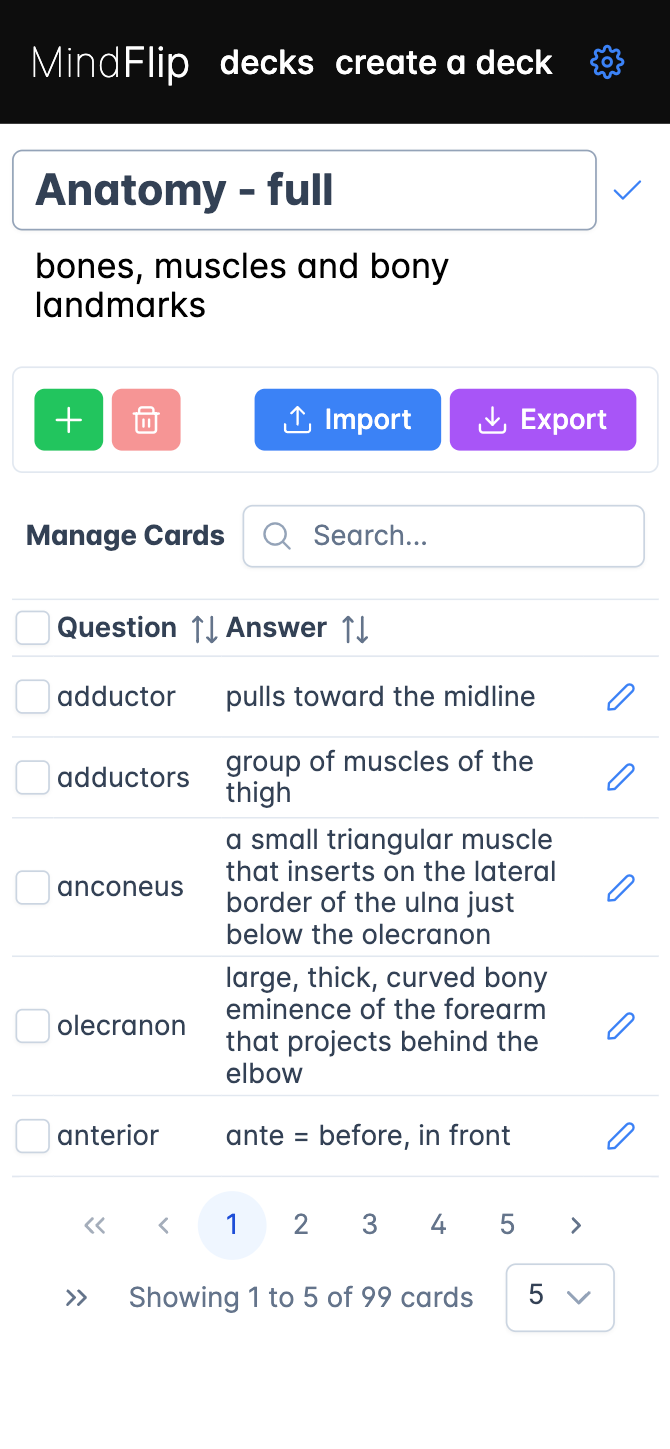 MindFlip decks create a deck
Anatomy - full
bones, muscles and bony
landmarks
Import Export
Manage Cards Search...
Question Answer
adductor pulls toward the midline
adductors group of muscles of the
thigh
anconeus a small triangular muscle
that inserts on the lateral
border of the ulna just
below the olecranon
olecranon large, thick, curved bony
eminence of the forearm
that projects behind the
elbow
anterior ante = before, in front
1 2 3 4 5
Showing 1 to 5 of 99 cards 5